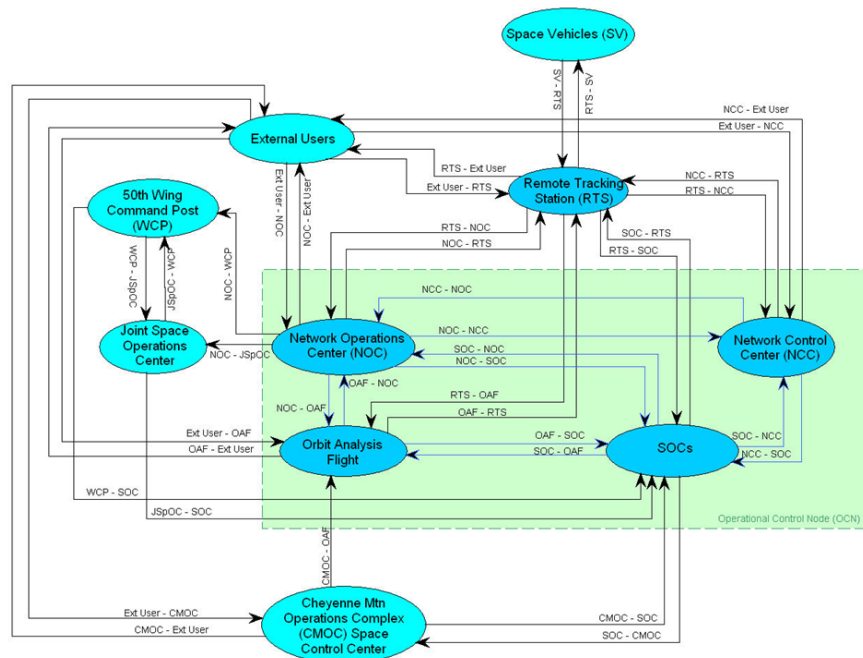 Space Vehicles (SV)
SV - RTS
RTS - SV
NCC - Ext User
Ext User - NCC
External Users
RTS - Ext User
Ext User - RTS
Remote Tracking
Station (RTS)
NCC - RTS
RTS - NCC
50th Wing
Command Post
(WCP)
Ext User - NOC
NOC - Ext User
RTS - NOC
NOC - RTS
SOC - RTS
RTS - SOC
WCP - JSpOC
JSpOC - WCP
NOC - WCP
NCC - NOC
Joint Space
Operations
Center
NOC - JSpOC
Network Operations
Center (NOC)
NOC - NCC
Network Control
Center (NCC)
SOC - NOC
NOC - SOC
OAF - NOC
NOC - OAF
RTS - OAF
OAF - RTS
Ext User - OAF
OAF - Ext User
Orbit Analysis
Flight
OAF - SOC
SOC - OAF
SOCs
SOC - NCC
NCC - SOC
WCP - SOC
JSpOC - SOC
Operational Control Node (OCN)
CMOC - OAF
Ext User - CMOC
CMOC - Ext User
Cheyenne Mtn
Operations Complex
(CMOC) Space
Control Center
CMOC - SOC
SOC - CMOC